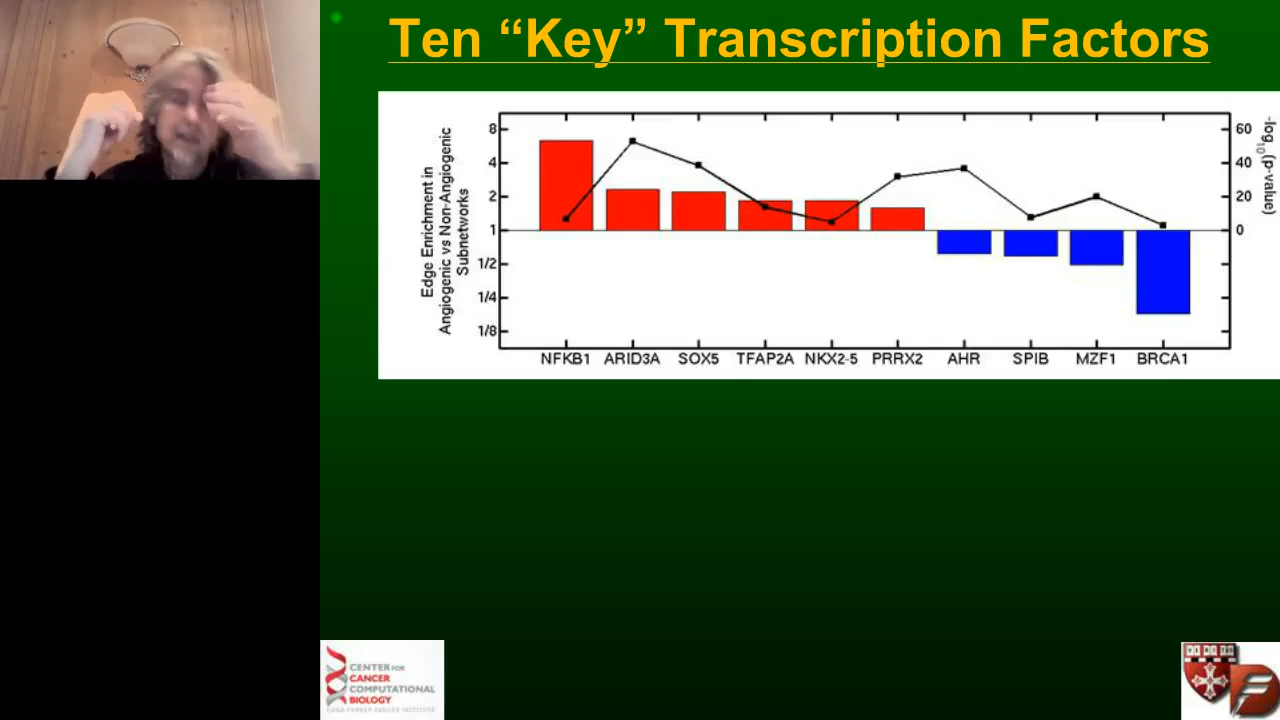 Ten “Key” Transcription Factors
Edge Enrichment in
Angiogenic vs Non-Angiogenic
Subnetworks
8
4
2
1
1/2
1/4
1/8
60
40
20
0
-log10(p-value)
NFKB1 ARID3A SOX5 TFAP2A NKX2-5 PRRX2 AHR SPIB MZF1 BRCA1
CENTER FOR
CANCER
COMPUTATIONAL
BIOLOGY
DANA-FARBER CANCER INSTITUTE